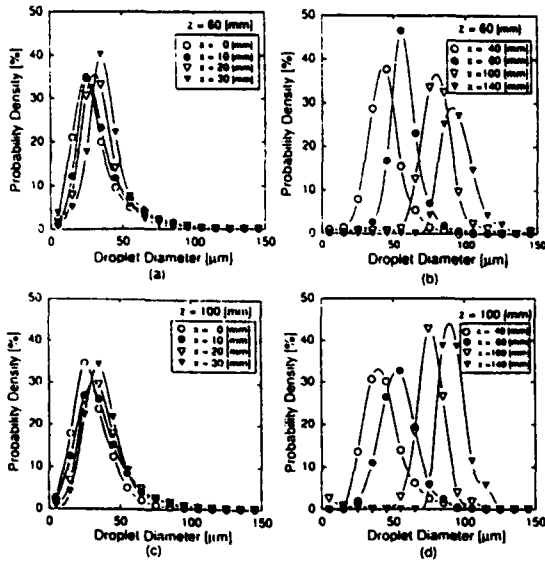 z = 60 [mm]
x = 0 [mm]
x = 10 [mm]
x = 20 [mm]
x = 30 [mm]
Probability Density [%]
50
40
30
20
10
0
0 50 100 150
Droplet Diameter [μm]
(a)
z = 60 [mm]
x = 40 [mm]
x = 60 [mm]
x = 100 [mm]
x = 140 [mm]
Probability Density [%]
50
40
30
20
10
0
0 50 100 150
Droplet Diameter [μm]
(b)
z = 100 [mm]
x = 0 [mm]
x = 10 [mm]
x = 20 [mm]
x = 30 [mm]
Probability Density [%]
50
40
30
20
10
0
0 50 100 150
Droplet Diameter [μm]
(c)
z = 100 [mm]
x = 40 [mm]
x = 60 [mm]
x = 100 [mm]
x = 140 [mm]
Probability Density [%]
50
40
30
20
10
0
0 50 100 150
Droplet Diameter [μm]
(d)